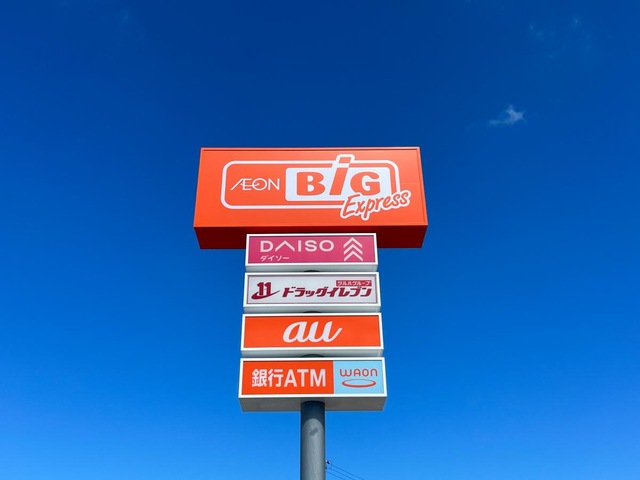 ÆON BiG
Express
DAISO
ダイソー
ツルハグループ
ドラッグイレブン
au
銀行ATM WAON